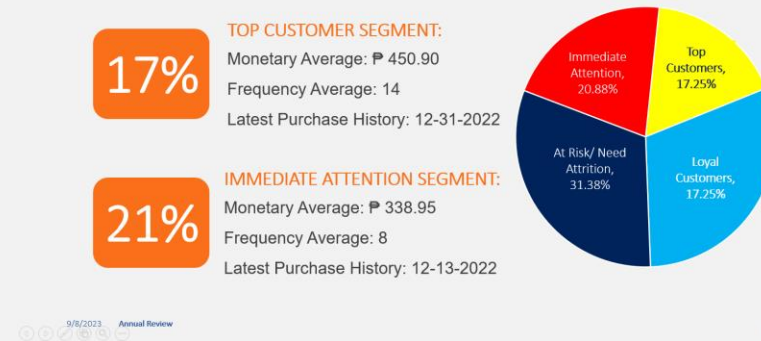 17%
TOP CUSTOMER SEGMENT:
Monetary Average: ₱ 450.90
Frequency Average: 14
Latest Purchase History: 12-31-2022
21%
IMMEDIATE ATTENTION SEGMENT:
Monetary Average: ₱ 338.95
Frequency Average: 8
Latest Purchase History: 12-13-2022
Immediate
Attention,
20.88%
Top
Customers,
17.25%
At Risk/ Need
Attrition,
31.38%
Loyal
Customers,
17.25%
9/8/2023 Annual Review